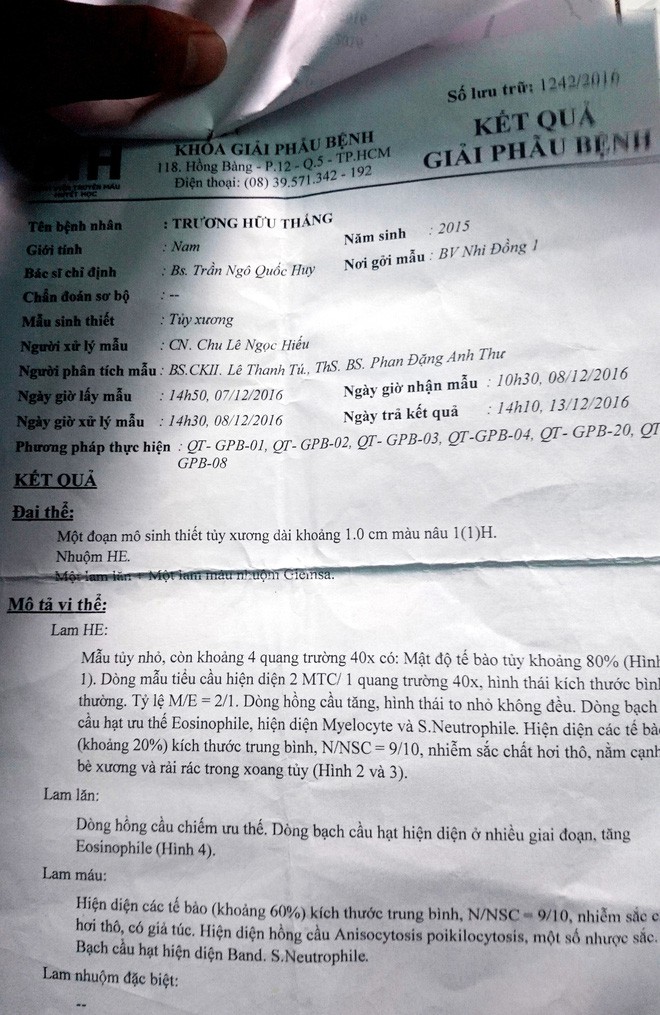 Số lưu trữ: 1242/2016
KẾT QUẢ
GIẢI PHẪU BỆNH
KHOA GIẢI PHẪU BỆNH
118. Hồng Bàng - P.12 - Q.5 - TP.HCM
Điện thoại: (08) 39.571.342 - 192
TRUYỀN MÁU
HUYẾT HỌC
Tên bệnh nhân : TRƯƠNG HỮU THẮNG
Giới tính : Nam Năm sinh : 2015
Bác sĩ chỉ định : Bs. Trần Ngô Quốc Huy Nơi gởi mẫu : BV Nhi Đồng 1
Chẩn đoán sơ bộ : --
Mẫu sinh thiết : Tủy xương
Người xử lý mẫu : CN. Chu Lê Ngọc Hiếu
Người phân tích mẫu : BS.CKII. Lê Thanh Tú., ThS. BS. Phan Đặng Anh Thư
Ngày giờ lấy mẫu : 14h50, 07/12/2016 Ngày giờ nhận mẫu : 10h30, 08/12/2016
Ngày giờ xử lý mẫu : 14h30, 08/12/2016 Ngày trả kết quả : 14h10, 13/12/2016
Phương pháp thực hiện : QT- GPB-01, QT- GPB-02, QT- GPB-03, QT-GPB-04, QT- GPB-20, QT
GPB-08
KẾT QUẢ
Đại thể:
Một đoạn mô sinh thiết tủy xương dài khoảng 1.0 cm màu nâu 1(1)H.
Nhuộm HE.
Một lam lăn + Một lam máu nhuộm Giemsa.
Mô tả vi thể:
Lam HE:
Mẫu tủy nhỏ, còn khoảng 4 quang trường 40x có: Mật độ tế bào tủy khoảng 80% (Hình
1). Dòng mẫu tiểu cầu hiện diện 2 MTC/ 1 quang trường 40x, hình thái kích thước bình
thường. Tỷ lệ M/E = 2/1. Dòng hồng cầu tăng, hình thái to nhỏ không đều. Dòng bạch
cầu hạt ưu thế Eosinophile, hiện diện Myelocyte và S.Neutrophile. Hiện diện các tế bào
(khoảng 20%) kích thước trung bình, N/NSC = 9/10, nhiễm sắc chất hơi thô, nằm cạnh
bè xương và rải rác trong xoang tủy (Hình 2 và 3).
Lam lăn:
Dòng hồng cầu chiếm ưu thế. Dòng bạch cầu hạt hiện diện ở nhiều giai đoạn, tăng
Eosinophile (Hình 4).
Lam máu:
Hiện diện các tế bào (khoảng 60%) kích thước trung bình, N/NSC = 9/10, nhiễm sắc c
hơi thô, có giả túc. Hiện diện hồng cầu Anisocytosis poikilocytosis, một số nhược sắc.
Bạch cầu hạt hiện diện Band. S.Neutrophile.
Lam nhuộm đặc biệt:
--